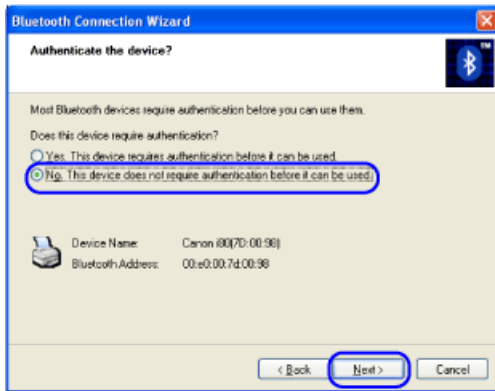 Bluetooth Connection Wizard
Authenticate the device?
TM
Most Bluetooth devices require authentication before you can use them.
Does this device require authentication?
Yes. This device requires authentication before it can be used.
No. This device does not require authentication before it can be used.
Device Name: Canon i80(7D:00:98)
Bluetooth Address: 00:e0:00:7d:00:98
< Back Next > Cancel